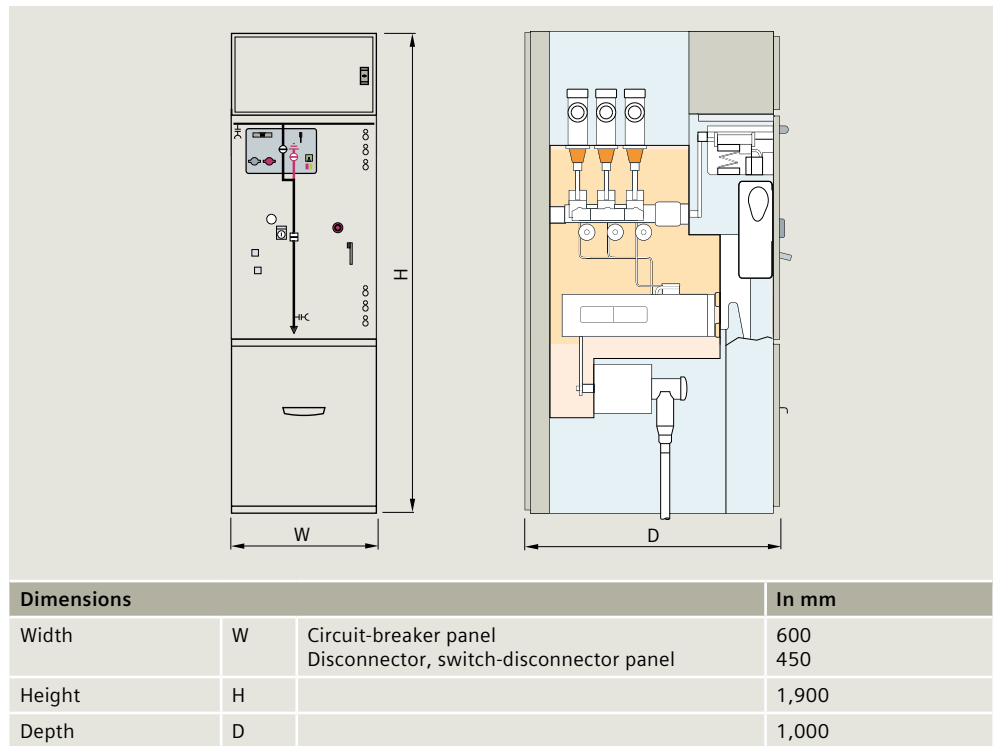 H
W
D
Dimensions In mm
Width W Circuit-breaker panel 600
Disconnector, switch-disconnector panel 450
Height H 1,900
Depth D 1,000